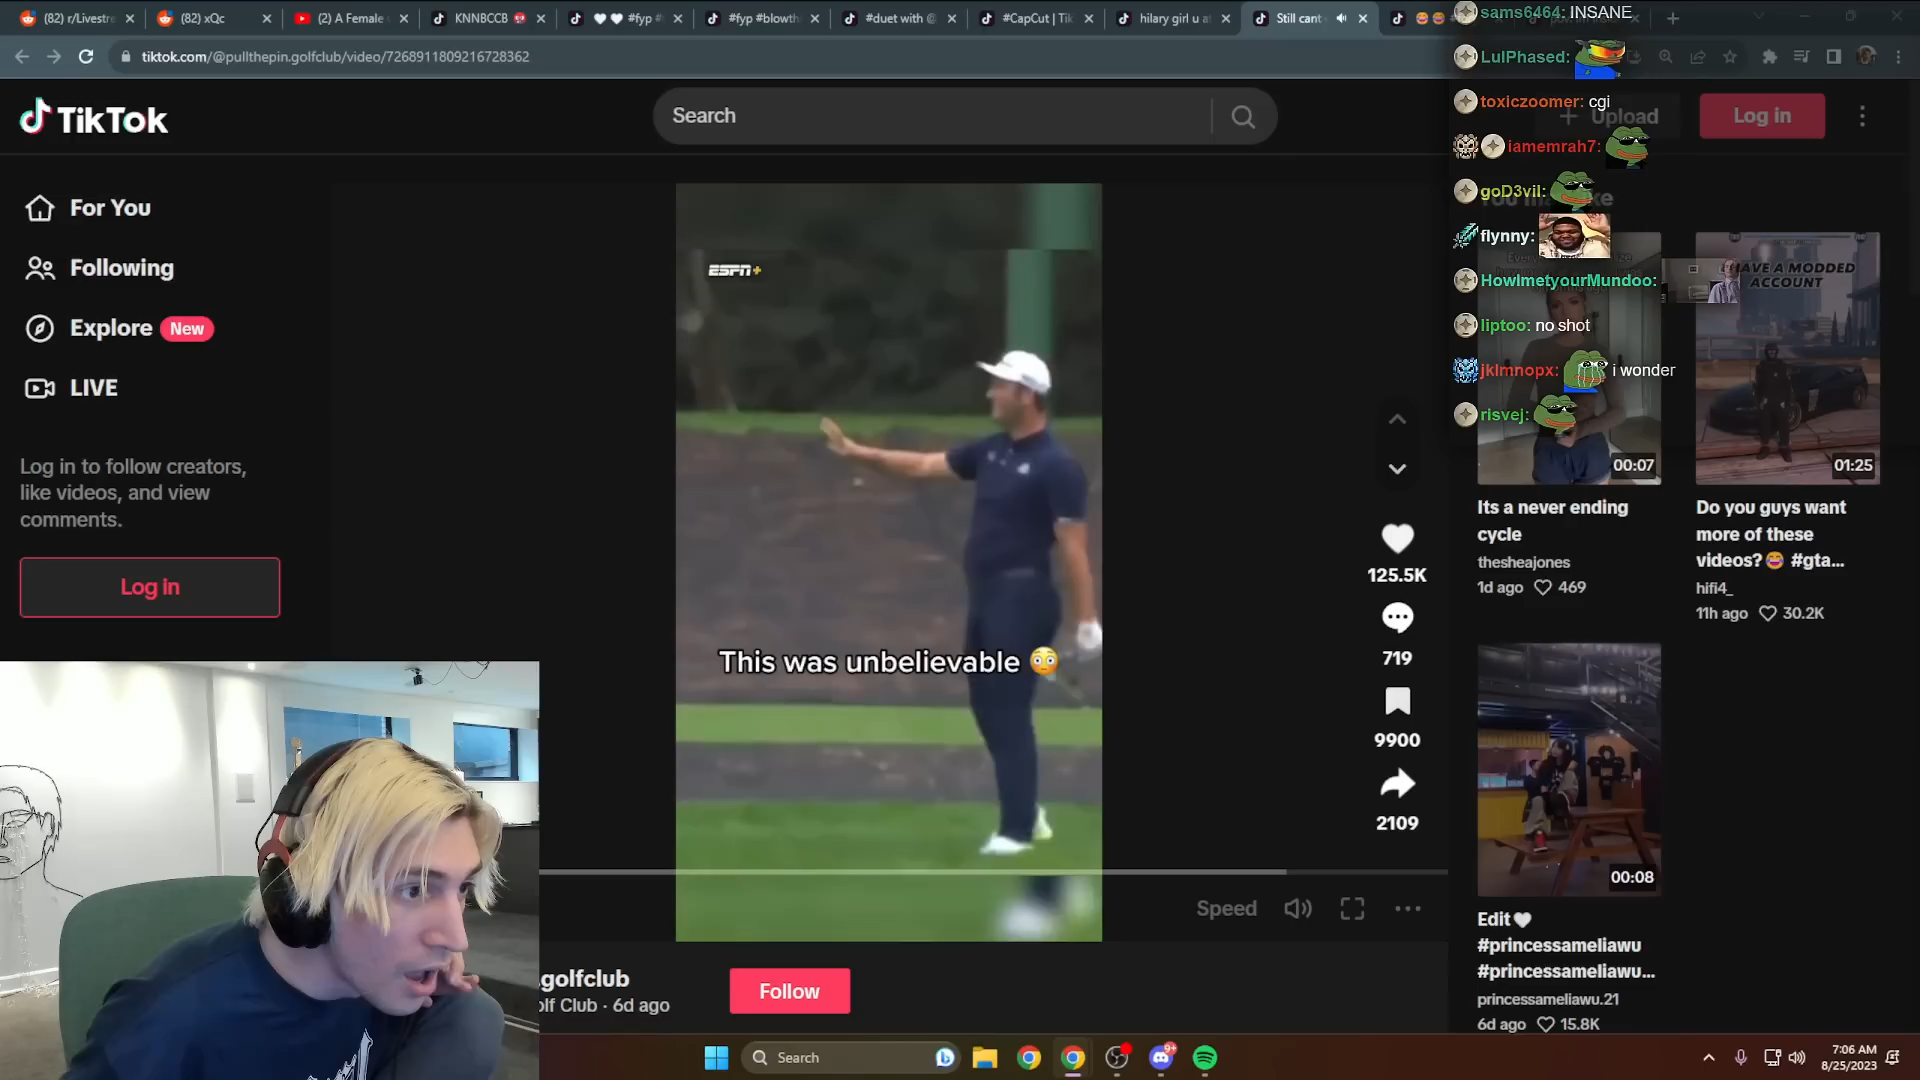 (82) r/Livestre
(82) xQc
(2) A Female
KNNBCCB
#fyp #
#fyp #blowth
#duet with @
#CapCut | Tik
hilary girl u a
Still cant
tiktok.com/@pullthepin.golfclub/video/7268911809216728362
TikTok
Search
Upload
Log in
sams6464: INSANE
LulPhased:
toxiczoomer: cgi
iamemrah7:
goD3vil:
flynny:
HowImetyourMundoo:
liptoo: no shot
jklmnopx: i wonder
risvej:
For You
Following
Explore New
LIVE
Log in to follow creators,
like videos, and view
comments.
Log in
ESPN+
This was unbelievable
125.5K
719
9900
2109
Speed
golfclub
olf Club · 6d ago
Follow
00:07
Its a never ending
cycle
thesheajones
1d ago 469
HAVE A MODDED
ACCOUNT
01:25
Do you guys want
more of these
videos? #gta...
hifi4_
11h ago 30.2K
00:08
Edit
#princessameliawu
#princessameliawu...
princessameliawu.21
6d ago 15.8K
Search
9+
7:06 AM
8/25/2023